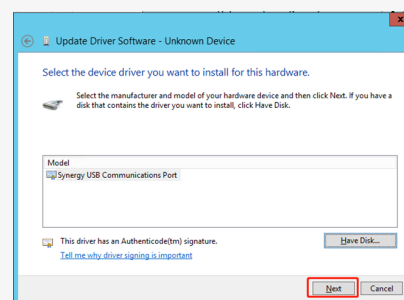 x
Update Driver Software - Unknown Device
Select the device driver you want to install for this hardware.
Select the manufacturer and model of your hardware device and then click Next. If you have a
disk that contains the driver you want to install, click Have Disk.
Model
Synergy USB Communications Port
This driver has an Authenticode(tm) signature.
Have Disk...
Tell me why driver signing is important
Next
Cancel